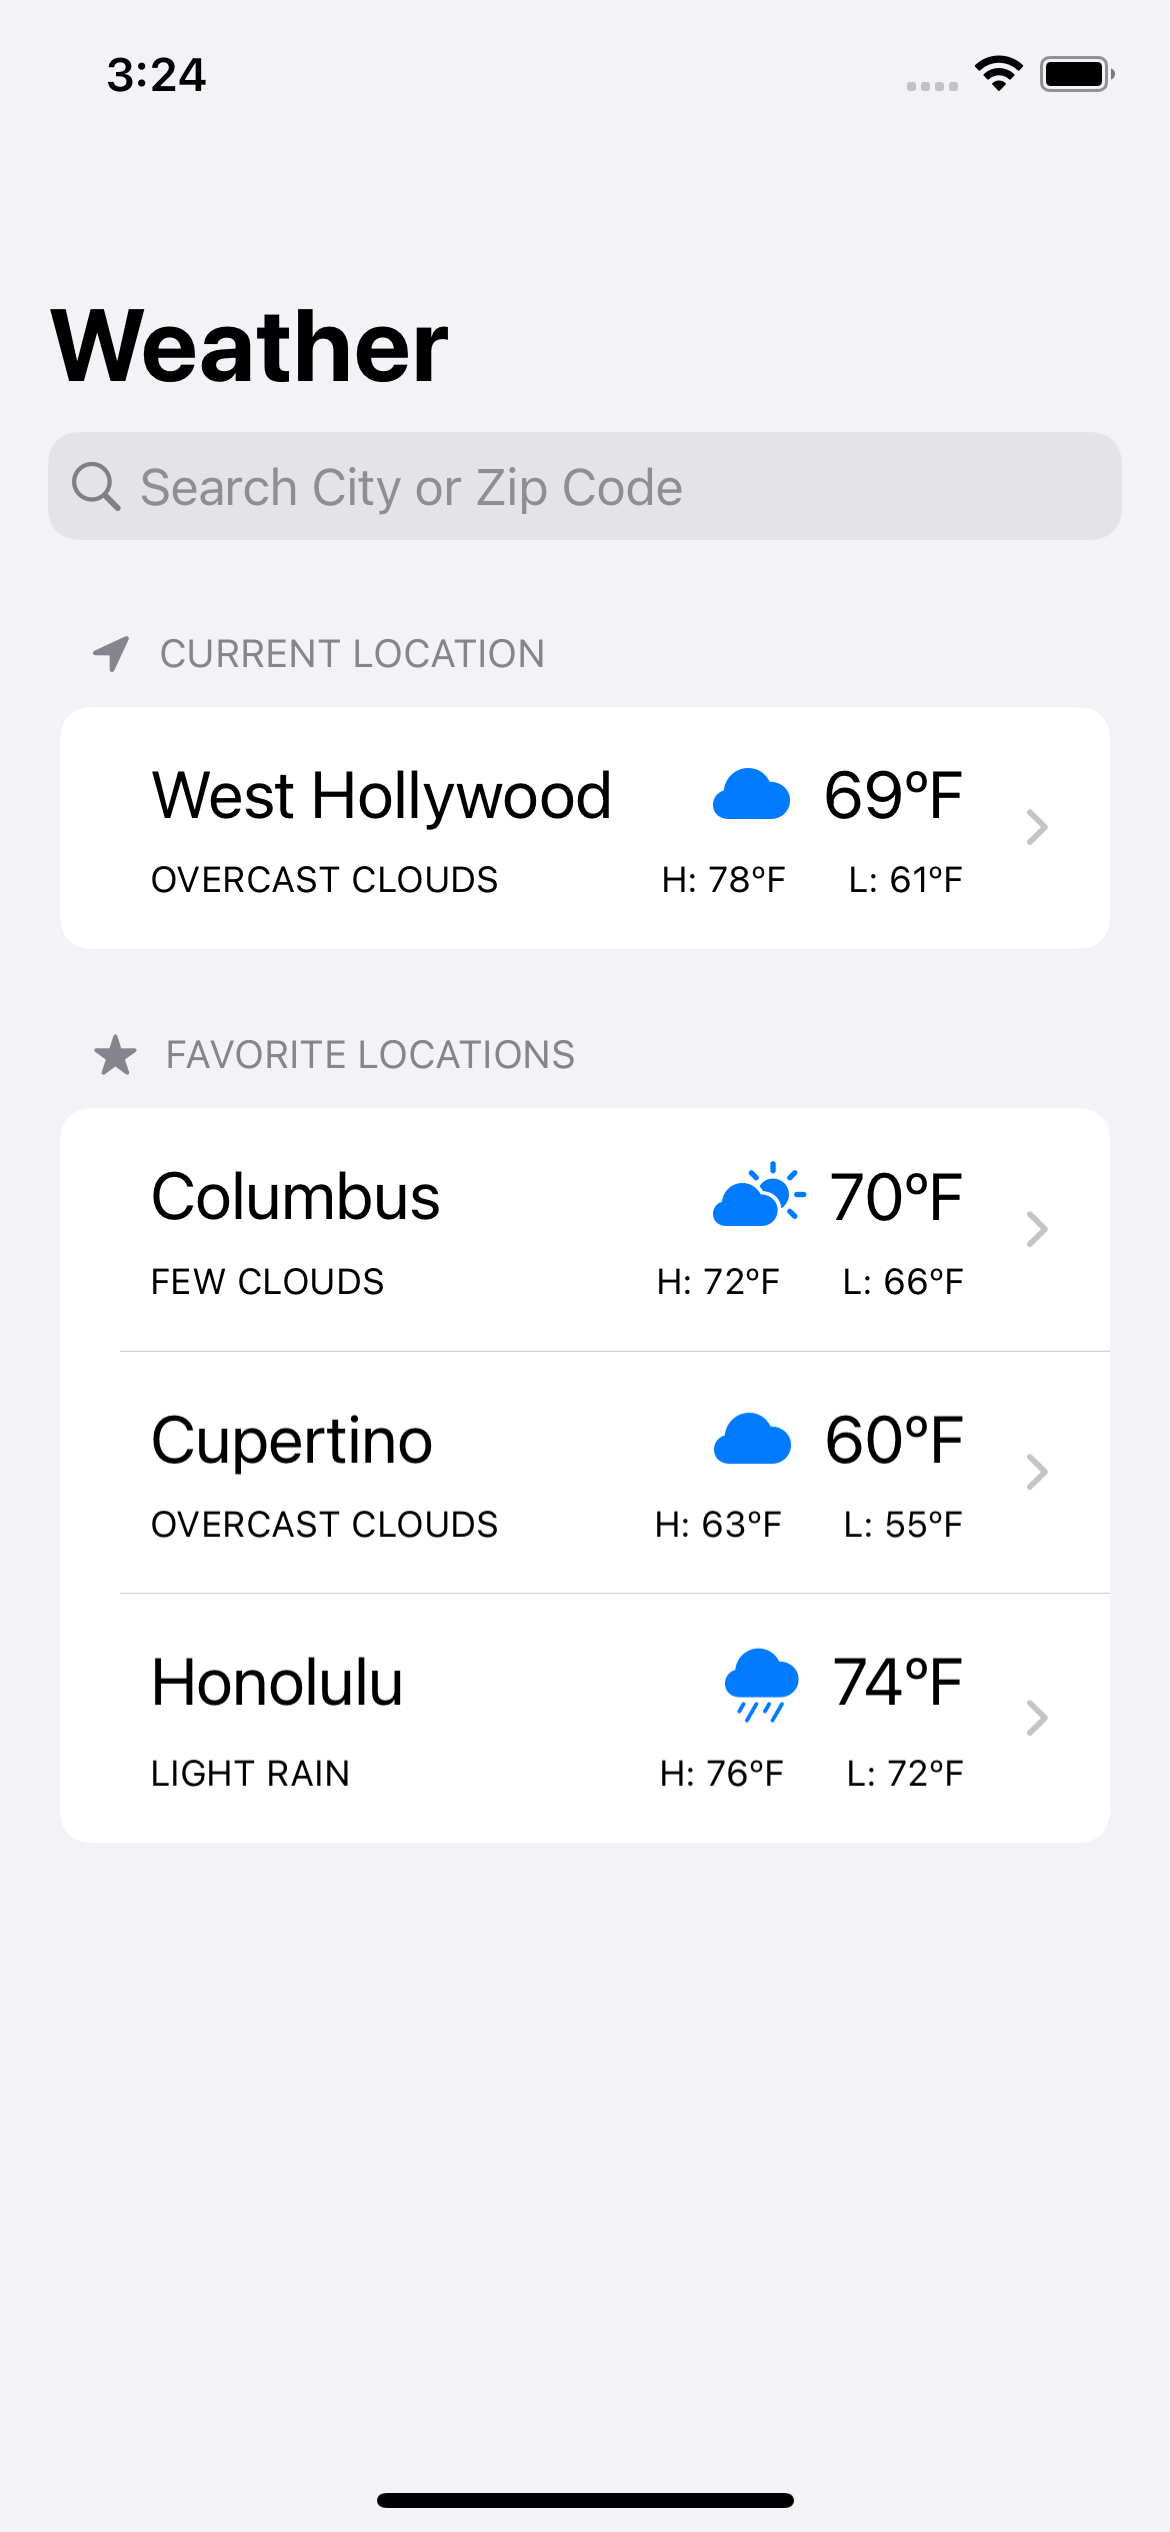 3:24
Weather
Search City or Zip Code
CURRENT LOCATION
West Hollywood 69°F
OVERCAST CLOUDS H: 78°F L: 61°F
FAVORITE LOCATIONS
Columbus 70°F
FEW CLOUDS H: 72°F L: 66°F
Cupertino 60°F
OVERCAST CLOUDS H: 63°F L: 55°F
Honolulu 74°F
LIGHT RAIN H: 76°F L: 72°F